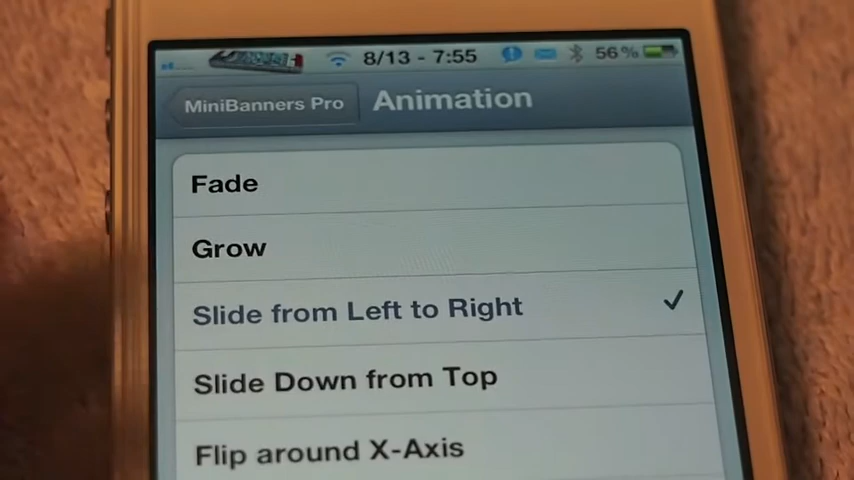 8/13 - 7:55 56%
MiniBanners Pro Animation
Fade
Grow
Slide from Left to Right
Slide Down from Top
Flip around X-Axis